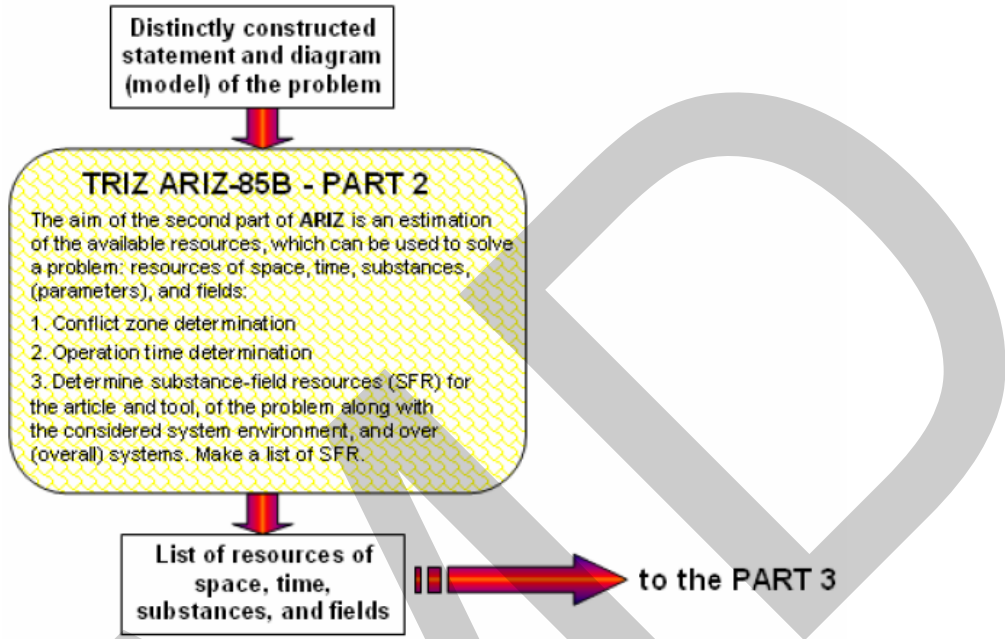 Distinctly constructed
statement and diagram
(model) of the problem
TRIZ ARIZ-85B - PART 2
The aim of the second part of ARIZ is an estimation
of the available resources, which can be used to solve
a problem: resources of space, time, substances,
(parameters), and fields:
1. Conflict zone determination
2. Operation time determination
3. Determine substance-field resources (SFR) for
the article and tool, of the problem along with
the considered system environment, and over
(overall) systems. Make a list of SFR.
List of resources of
space, time,
substances, and fields
to the PART 3